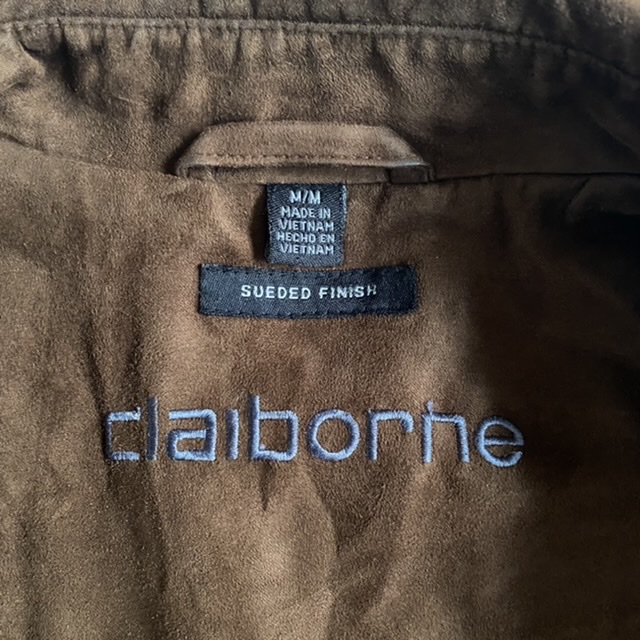 M/M
MADE IN
VIETNAM
HECHO EN
VIETNAM
SUEDED FINISH
claiborne